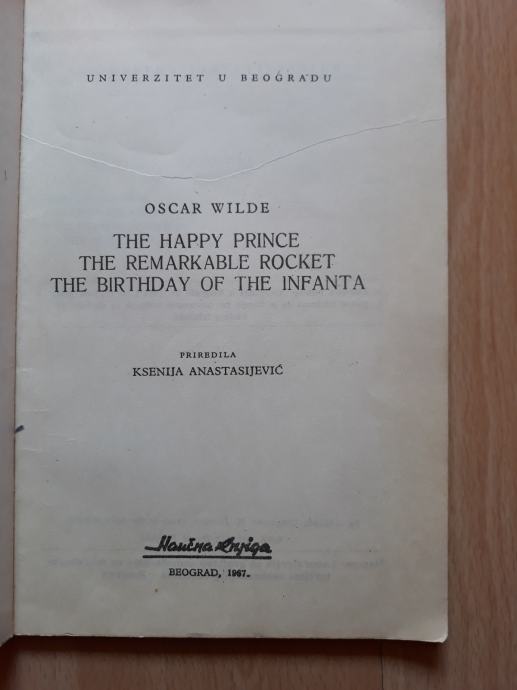 UNIVERZITET U BEOGRADU
OSCAR WILDE
THE HAPPY PRINCE
THE REMARKABLE ROCKET
THE BIRTHDAY OF THE INFANTA
PRIREDILA
KSENIJA ANASTASIJEVIĆ
Naučna knjiga
BEOGRAD, 1967.